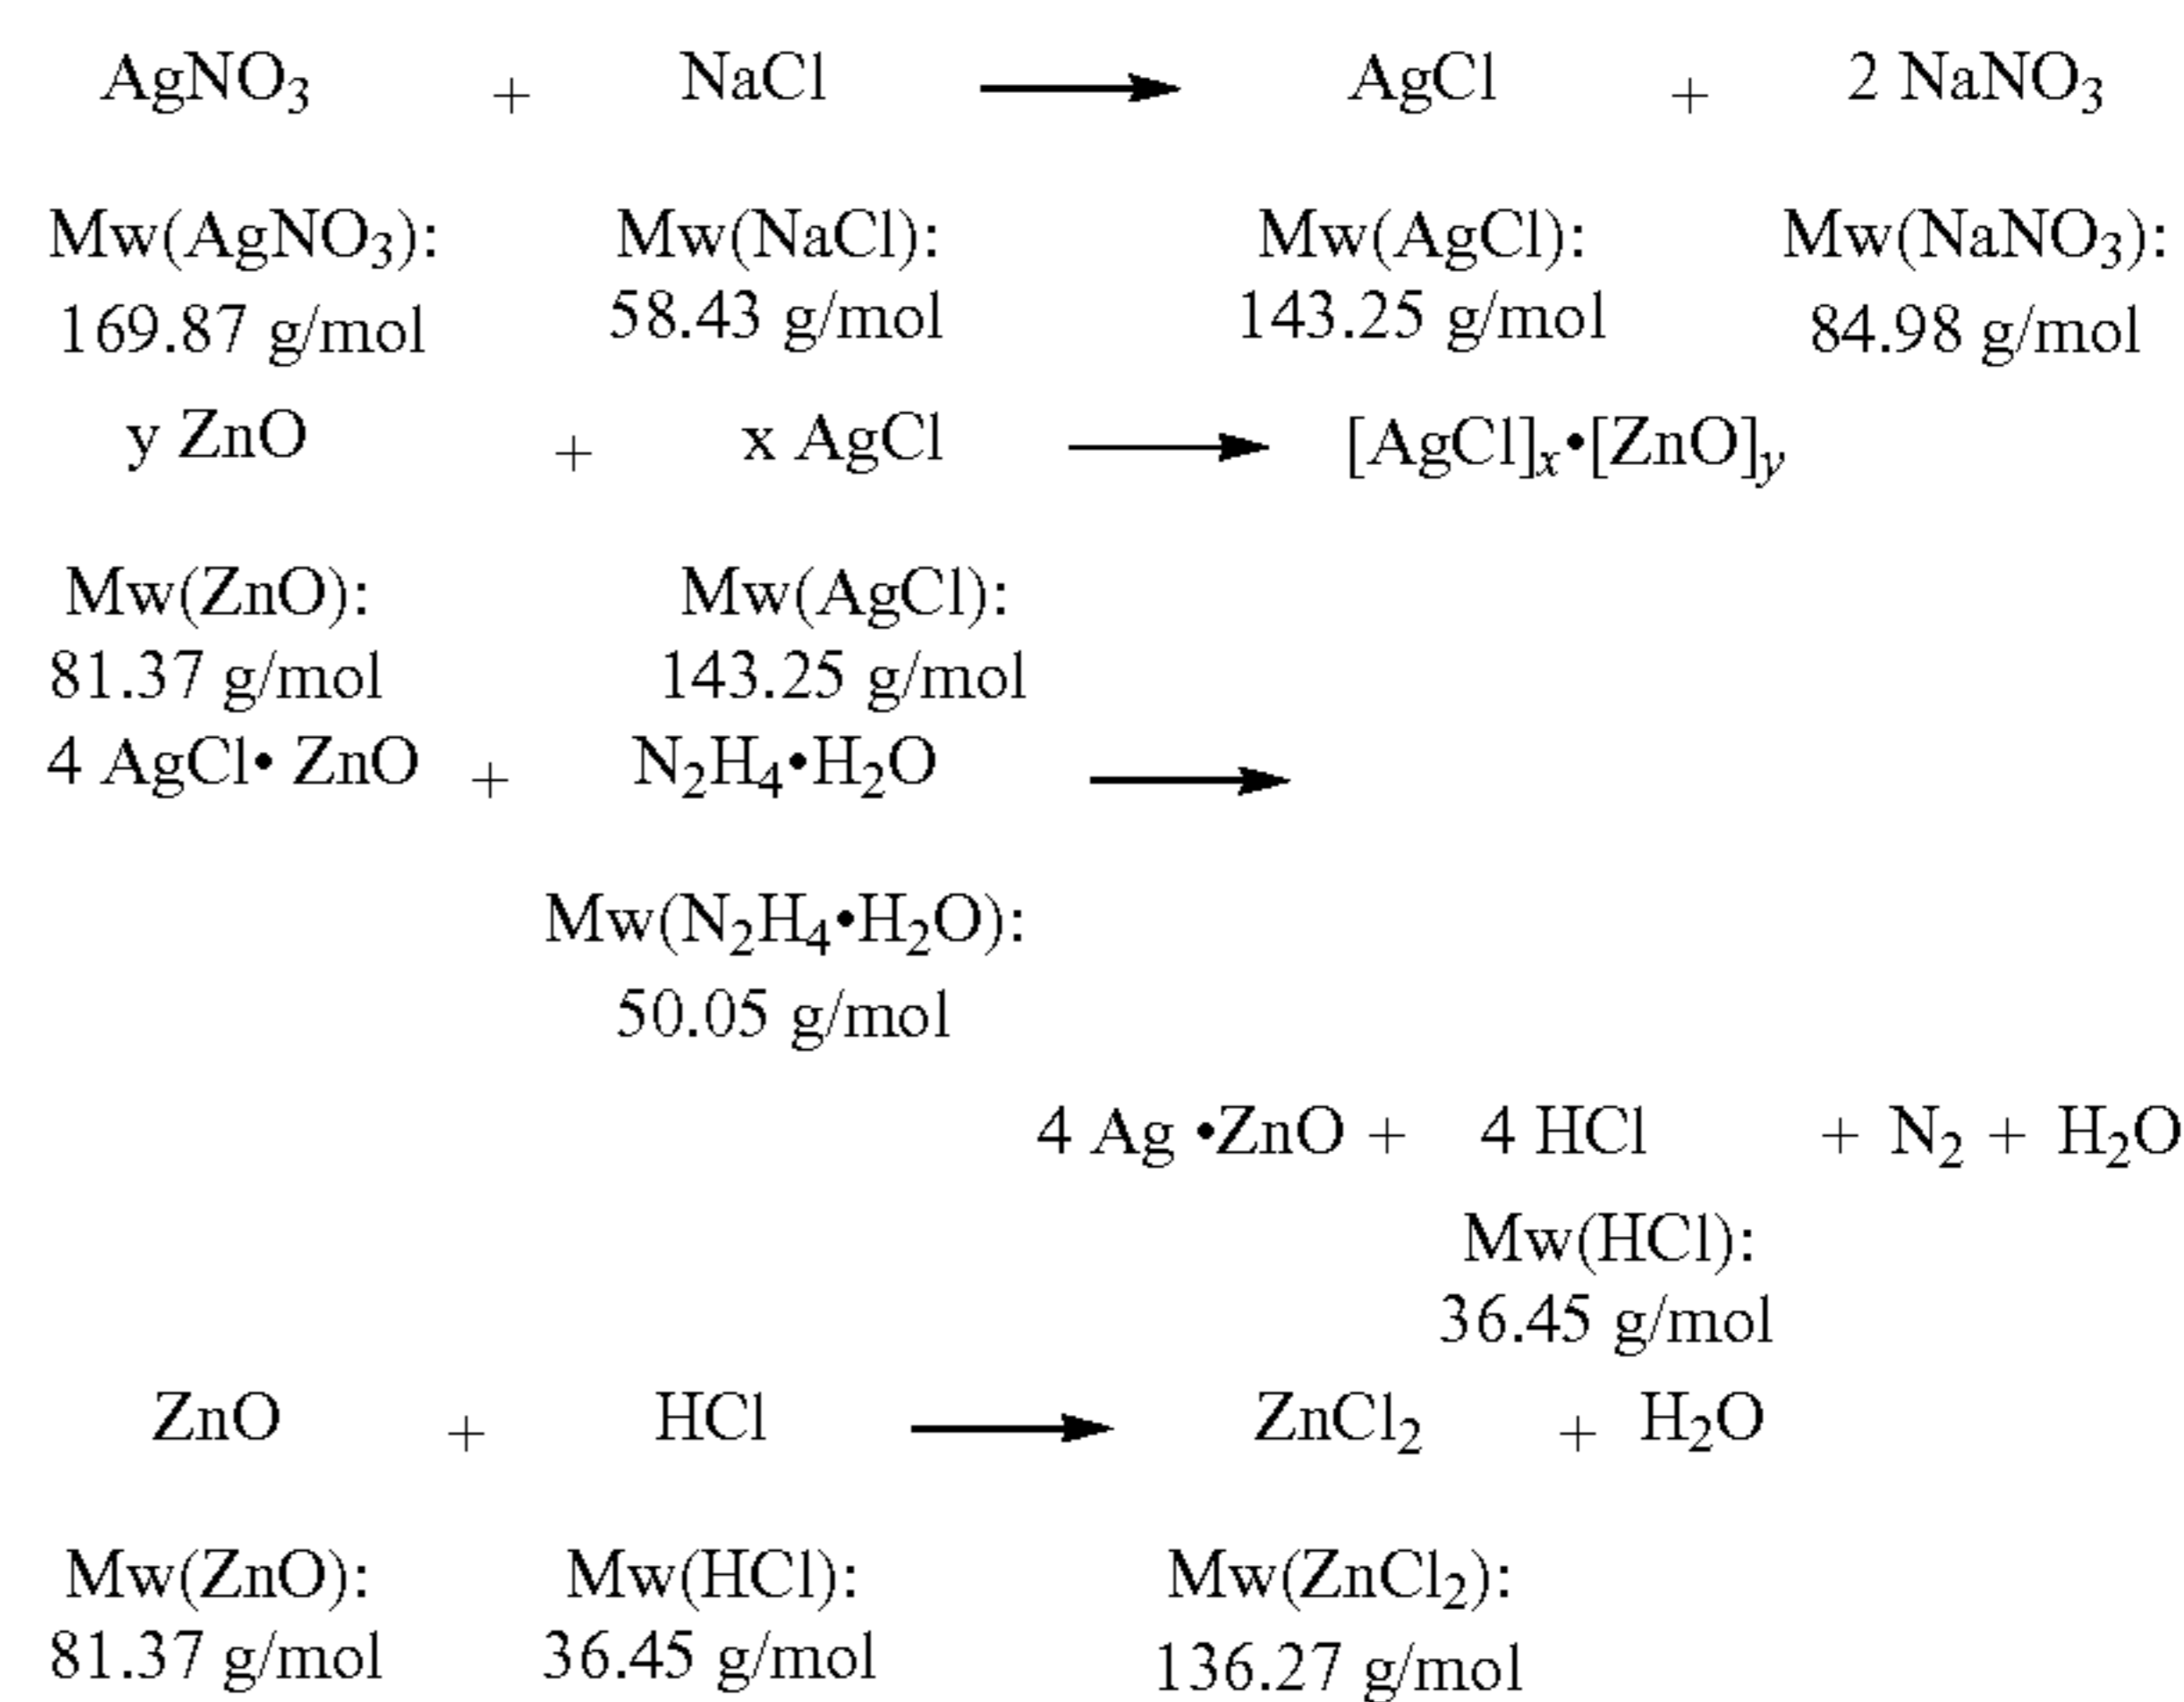 AgNO₃ + NaCl ⟶ AgCl + 2 NaNO₃
Mw(AgNO₃): Mw(NaCl): Mw(AgCl): Mw(NaNO₃):
169.87 g/mol 58.43 g/mol 143.25 g/mol 84.98 g/mol
y ZnO + x AgCl ⟶ [AgCl]ₓ•[ZnO]ᵧ
Mw(ZnO): Mw(AgCl):
81.37 g/mol 143.25 g/mol
4 AgCl• ZnO + N₂H₄•H₂O ⟶
Mw(N₂H₄•H₂O):
50.05 g/mol
4 Ag •ZnO + 4 HCl + N₂ + H₂O
Mw(HCl):
36.45 g/mol
ZnO + HCl ⟶ ZnCl₂ + H₂O
Mw(ZnO): Mw(HCl): Mw(ZnCl₂):
81.37 g/mol 36.45 g/mol 136.27 g/mol